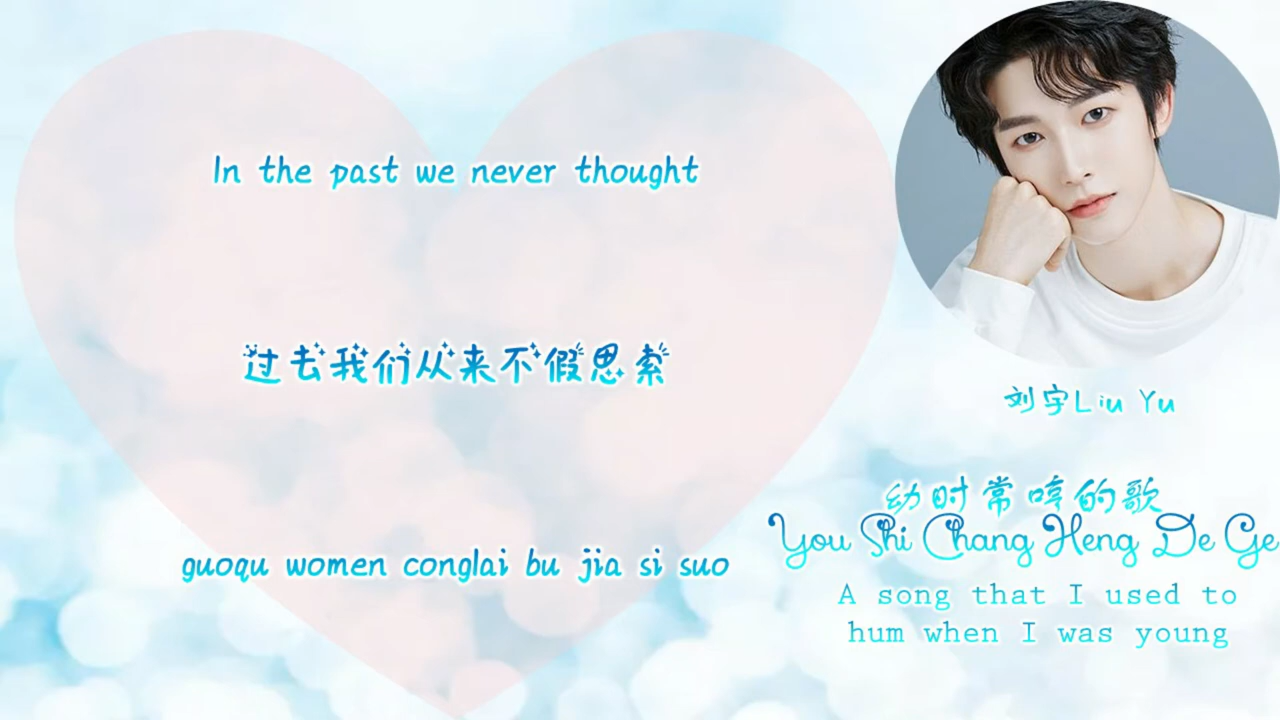 In the past we never thought
过去我们从来不假思索
guoqu women conglai bu jia si suo
刘宇Liu Yu
幼时常哼的歌
You Shi Chang Heng De Ge
A song that I used to
hum when I was young